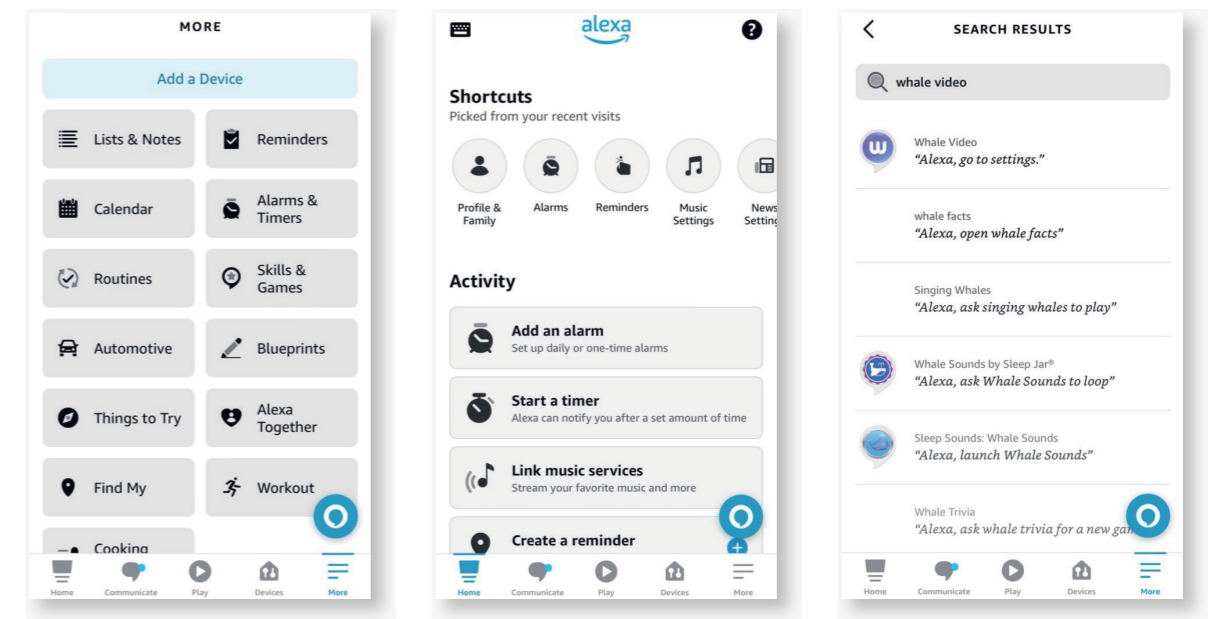 MORE
Add a Device
Lists & Notes
Reminders
Calendar
Alarms &
Timers
Routines
Skills &
Games
Automotive
Blueprints
Things to Try
Alexa
Together
Find My
Workout
Cooking
Home
Communicate
Play
Devices
More
alexa
?
Shortcuts
Picked from your recent visits
Profile &
Family
Alarms
Reminders
Music
Settings
News
Activity
Add an alarm
Set up daily or one-time alarms
Start a timer
Alexa can notify you after a set amount of time
Link music services
Stream your favorite music and more
Create a reminder
Home
Communicate
Play
Devices
More
SEARCH RESULTS
whale video
Whale Video
“Alexa, go to settings.”
whale facts
“Alexa, open whale facts”
Singing Whales
“Alexa, ask singing whales to play”
Whale Sounds by Sleep Jar®
“Alexa, ask Whale Sounds to loop”
Sleep Sounds: Whale Sounds
“Alexa, launch Whale Sounds”
Whale Trivia
“Alexa, ask whale trivia for a new
Home
Communicate
Play
Devices
More